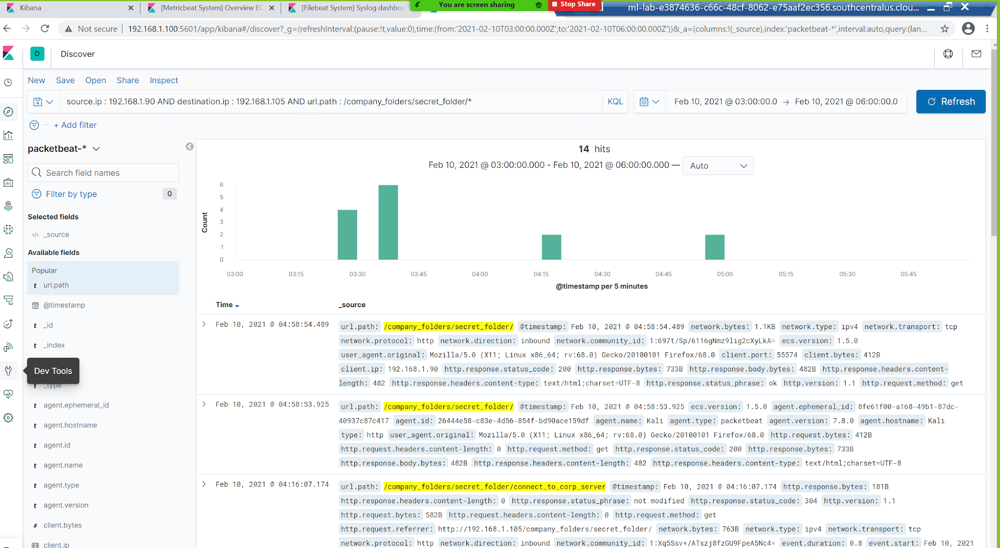 Kibana
[Metricbeat System] Overview EC
[Filebeat System] Syslog dashboa
You are screen sharing
Stop Share
ml-lab-e3874636-c66c-48cf-8062-e75aaf2ec356.southcentralus.clou...
Not secure
192.168.1.100:5601/app/kibana#/discover?_g=(refreshInterval:(pause:!t,value:0),time:(from:'2021-02-10T03:00:00.000Z',to:'2021-02-10T06:00:00.000Z'))&_a=(columns:!(_source),index:'packetbeat-*',interval:auto,query:(lan...
D
Discover
New Save Open Share Inspect
source.ip : 192.168.1.90 AND destination.ip : 192.168.1.105 AND url.path : /company_folders/secret_folder/*
KQL
Feb 10, 2021 @ 03:00:00.0 → Feb 10, 2021 @ 06:00:00.0
Refresh
+ Add filter
packetbeat-*
Search field names
Filter by type 0
Selected fields
</> _source
Available fields
Popular
t url.path
@timestamp
t _id
t _index
Dev Tools
t _type
t agent.ephemeral_id
t agent.hostname
t agent.id
t agent.name
t agent.type
t agent.version
# client.bytes
client.ip
14 hits
Feb 10, 2021 @ 03:00:00.000 - Feb 10, 2021 @ 06:00:00.000 — Auto
Count
6
5
4
3
2
1
0
03:00 03:15 03:30 03:45 04:00 04:15 04:30 04:45 05:00 05:15 05:30 05:45
@timestamp per 5 minutes
Time _source
Feb 10, 2021 @ 04:58:54.489
url.path: /company_folders/secret_folder/ @timestamp: Feb 10, 2021 @ 04:58:54.489 network.bytes: 1.1KB network.type: ipv4 network.transport: tcp
network.protocol: http network.direction: inbound network.community_id: 1:697t/Sp/6116gNmz9lig2cXyLkA= ecs.version: 1.5.0
user_agent.original: Mozilla/5.0 (X11; Linux x86_64; rv:68.0) Gecko/20100101 Firefox/68.0 client.port: 55574 client.bytes: 412B
client.ip: 192.168.1.90 http.response.status_code: 200 http.response.bytes: 733B http.response.body.bytes: 482B http.response.headers.content-
length: 482 http.response.headers.content-type: text/html;charset=UTF-8 http.response.status_phrase: ok http.version: 1.1 http.request.method: get
Feb 10, 2021 @ 04:58:53.925
url.path: /company_folders/secret_folder/ @timestamp: Feb 10, 2021 @ 04:58:53.925 ecs.version: 1.5.0 agent.ephemeral_id: 8fe61f00-a168-49b1-87dc-
40937c87c417 agent.id: 26444e58-c83e-4d56-854f-bd90ace159df agent.name: Kali agent.type: packetbeat agent.version: 7.8.0 agent.hostname: Kali
type: http user_agent.original: Mozilla/5.0 (X11; Linux x86_64; rv:68.0) Gecko/20100101 Firefox/68.0 http.request.bytes: 412B
http.request.headers.content-length: 0 http.request.method: get http.response.status_code: 200 http.response.bytes: 733B
http.response.body.bytes: 482B http.response.headers.content-length: 482 http.response.headers.content-type: text/html;charset=UTF-8
Feb 10, 2021 @ 04:16:07.174
url.path: /company_folders/secret_folder/connect_to_corp_server @timestamp: Feb 10, 2021 @ 04:16:07.174 http.response.bytes: 181B
http.response.headers.content-length: 0 http.response.status_phrase: not modified http.response.status_code: 304 http.version: 1.1
http.request.bytes: 582B http.request.headers.content-length: 0 http.request.method: get
http.request.referrer: http://192.168.1.105/company_folders/secret_folder/ network.bytes: 763B network.type: ipv4 network.transport: tcp
network.protocol: http network.direction: inbound network.community_id: 1:Xq5Ssv+/ATszj8fzGU9FpeA5Nc4= event.duration: 0.8 event.start: Feb 10, 2021